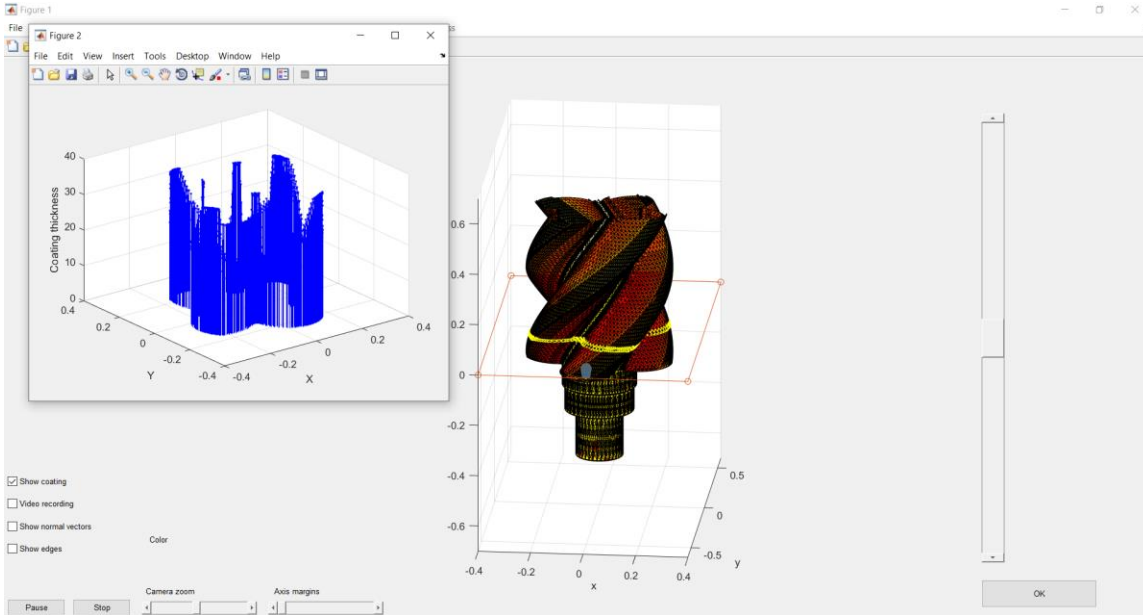 Figure 1
File
ss
Figure 2
File Edit View Insert Tools Desktop Window Help
40
30
20
10
0
Coating thickness
0.4
0.2
0
-0.2
-0.4
Y
-0.4
-0.2
0
0.2
0.4
X
0.6
0.4
0.2
0
-0.2
-0.4
-0.6
-0.4
-0.2
0
0.2
0.4
x
0.5
0
-0.5
y
Show coating
Video recording
Show normal vectors
Show edges
Color
Camera zoom
Axis margins
Pause
Stop
OK